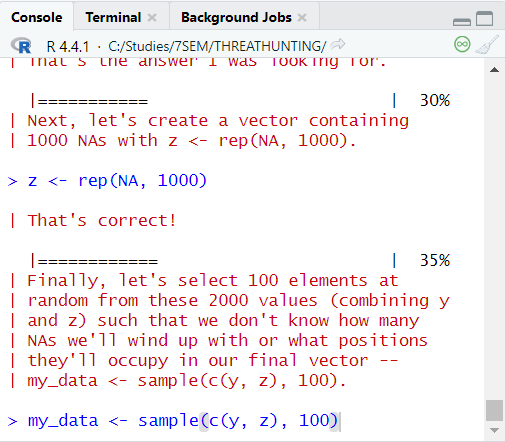 Console Terminal Background Jobs
R R 4.4.1 · C:/Studies/7SEM/THREATHUNTING/
| That's the answer I was looking for.
|=========== | 30%
| Next, let's create a vector containing
| 1000 NAs with z <- rep(NA, 1000).
> z <- rep(NA, 1000)
| That's correct!
|============ | 35%
| Finally, let's select 100 elements at
| random from these 2000 values (combining y
| and z) such that we don't know how many
| NAs we'll wind up with or what positions
| they'll occupy in our final vector --
| my_data <- sample(c(y, z), 100).
> my_data <- sample(c(y, z), 100)